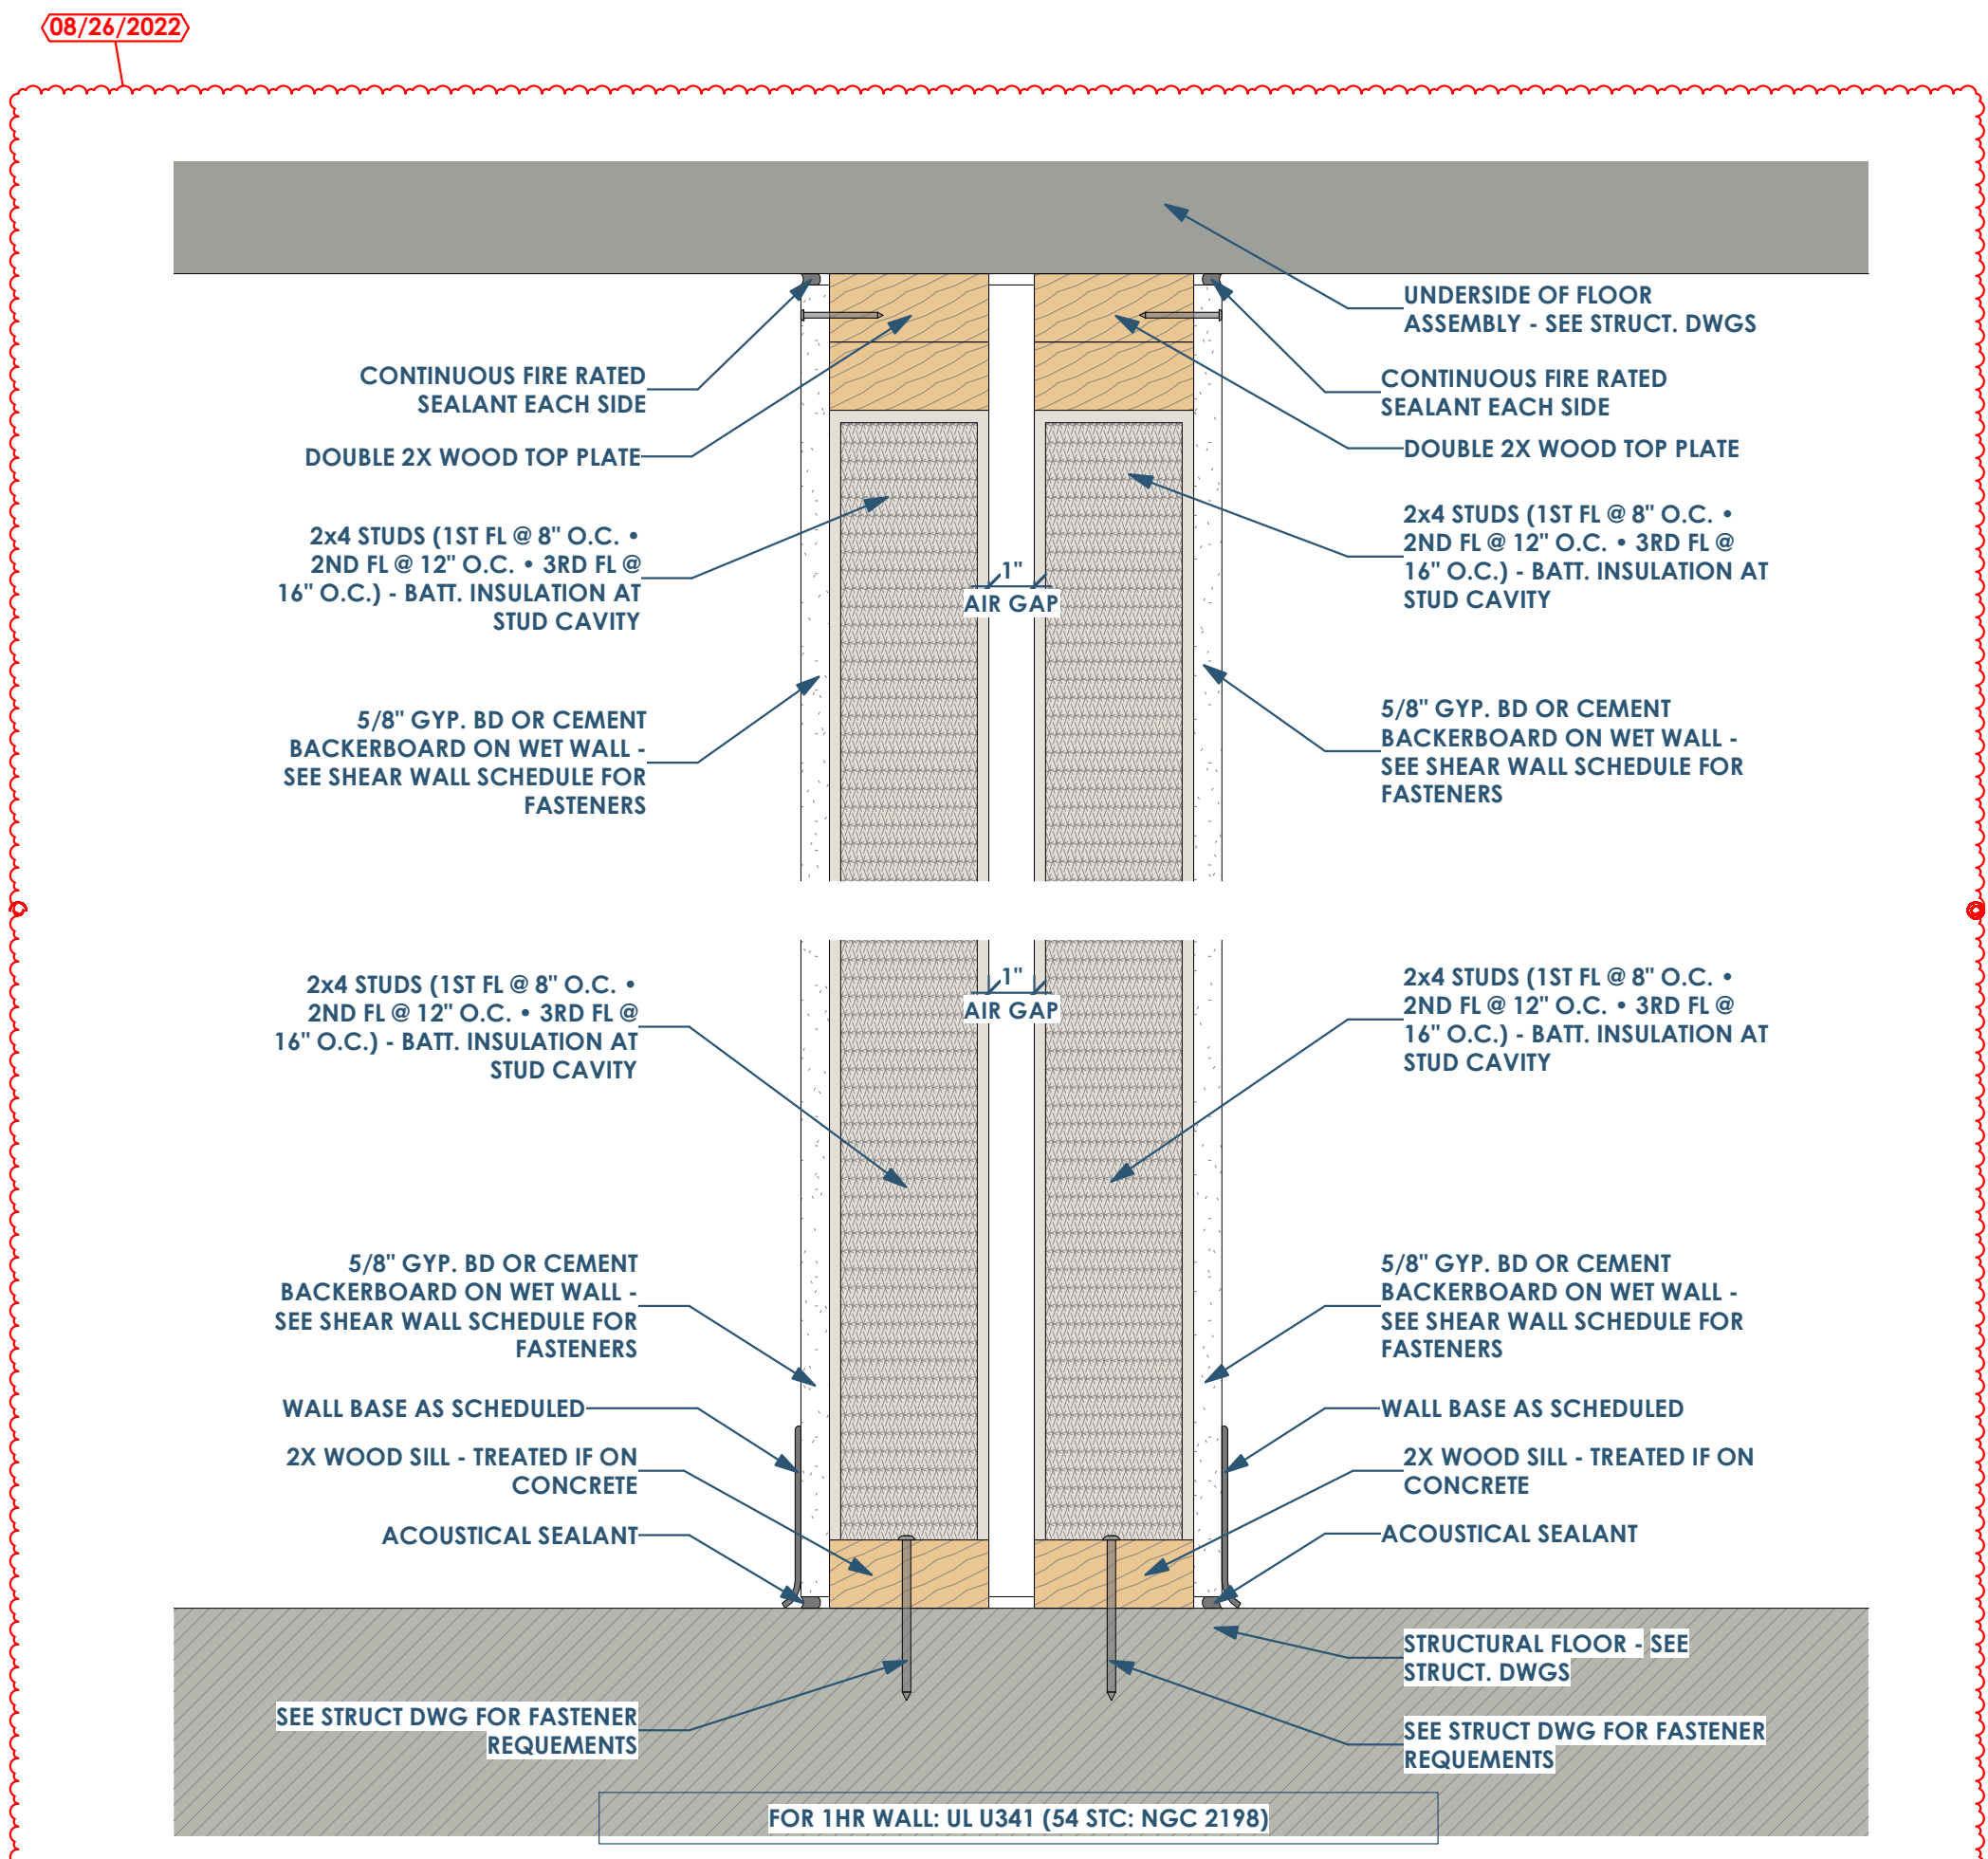 08/26/2022
UNDERSIDE OF FLOOR
ASSEMBLY - SEE STRUCT. DWGS
CONTINUOUS FIRE RATED
SEALANT EACH SIDE
CONTINUOUS FIRE RATED
SEALANT EACH SIDE
DOUBLE 2X WOOD TOP PLATE
DOUBLE 2X WOOD TOP PLATE
2x4 STUDS (1ST FL @ 8" O.C. •
2ND FL @ 12" O.C. • 3RD FL @
16" O.C.) - BATT. INSULATION AT
STUD CAVITY
1"
AIR GAP
2x4 STUDS (1ST FL @ 8" O.C. •
2ND FL @ 12" O.C. • 3RD FL @
16" O.C.) - BATT. INSULATION AT
STUD CAVITY
5/8" GYP. BD OR CEMENT
BACKERBOARD ON WET WALL -
SEE SHEAR WALL SCHEDULE FOR
FASTENERS
5/8" GYP. BD OR CEMENT
BACKERBOARD ON WET WALL -
SEE SHEAR WALL SCHEDULE FOR
FASTENERS
2x4 STUDS (1ST FL @ 8" O.C. •
2ND FL @ 12" O.C. • 3RD FL @
16" O.C.) - BATT. INSULATION AT
STUD CAVITY
1"
AIR GAP
2x4 STUDS (1ST FL @ 8" O.C. •
2ND FL @ 12" O.C. • 3RD FL @
16" O.C.) - BATT. INSULATION AT
STUD CAVITY
5/8" GYP. BD OR CEMENT
BACKERBOARD ON WET WALL -
SEE SHEAR WALL SCHEDULE FOR
FASTENERS
5/8" GYP. BD OR CEMENT
BACKERBOARD ON WET WALL -
SEE SHEAR WALL SCHEDULE FOR
FASTENERS
WALL BASE AS SCHEDULED
WALL BASE AS SCHEDULED
2X WOOD SILL - TREATED IF ON
CONCRETE
2X WOOD SILL - TREATED IF ON
CONCRETE
ACOUSTICAL SEALANT
ACOUSTICAL SEALANT
STRUCTURAL FLOOR - SEE
STRUCT. DWGS
SEE STRUCT DWG FOR FASTENER
REQUEMENTS
SEE STRUCT DWG FOR FASTENER
REQUEMENTS
FOR 1HR WALL: UL U341 (54 STC: NGC 2198)